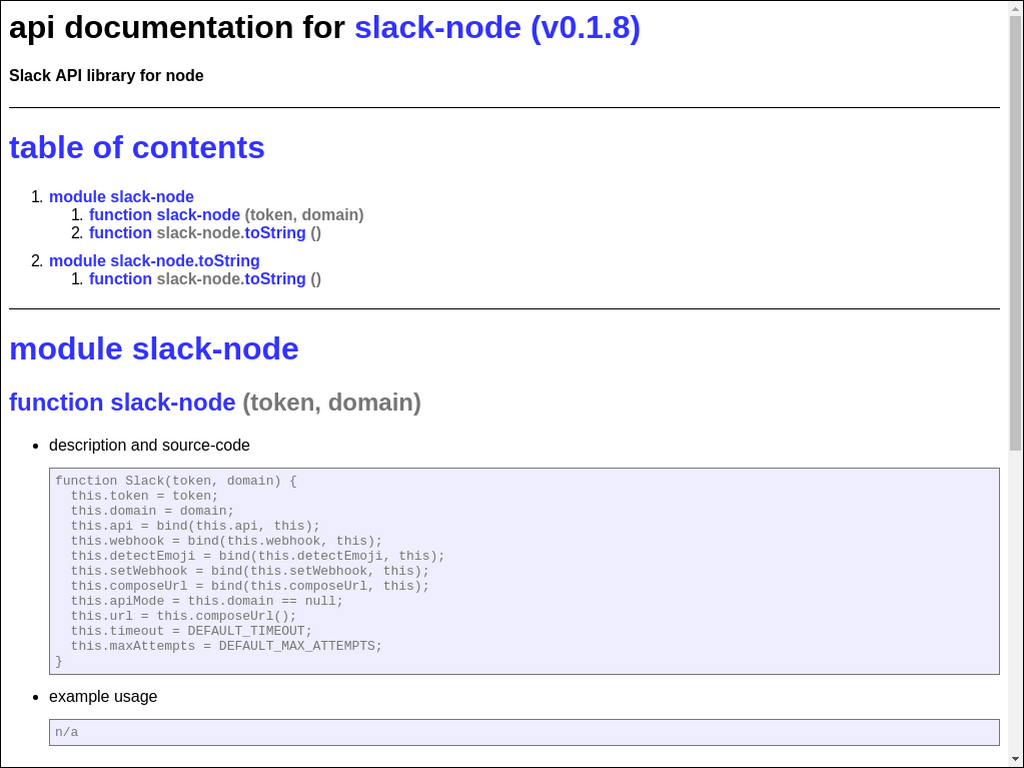 api documentation for slack-node (v0.1.8)
Slack API library for node
table of contents
1. module slack-node
1. function slack-node (token, domain)
2. function slack-node.toString ()
2. module slack-node.toString
1. function slack-node.toString ()
module slack-node
function slack-node (token, domain)
• description and source-code
function Slack(token, domain) {
  this.token = token;
  this.domain = domain;
  this.api = bind(this.api, this);
  this.webhook = bind(this.webhook, this);
  this.detectEmoji = bind(this.detectEmoji, this);
  this.setWebhook = bind(this.setWebhook, this);
  this.composeUrl = bind(this.composeUrl, this);
  this.apiMode = this.domain == null;
  this.url = this.composeUrl();
  this.timeout = DEFAULT_TIMEOUT;
  this.maxAttempts = DEFAULT_MAX_ATTEMPTS;
}
• example usage
n/a